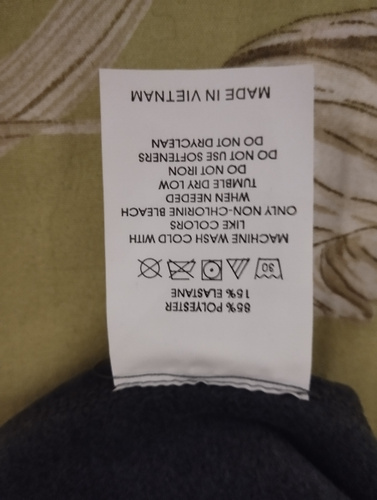 85% POLYESTER
15% ELASTANE
30
MACHINE WASH COLD WITH
LIKE COLORS
ONLY NON-CHLORINE BLEACH
WHEN NEEDED
TUMBLE DRY LOW
DO NOT IRON
DO NOT USE SOFTENERS
DO NOT DRYCLEAN
MADE IN VIETNAM